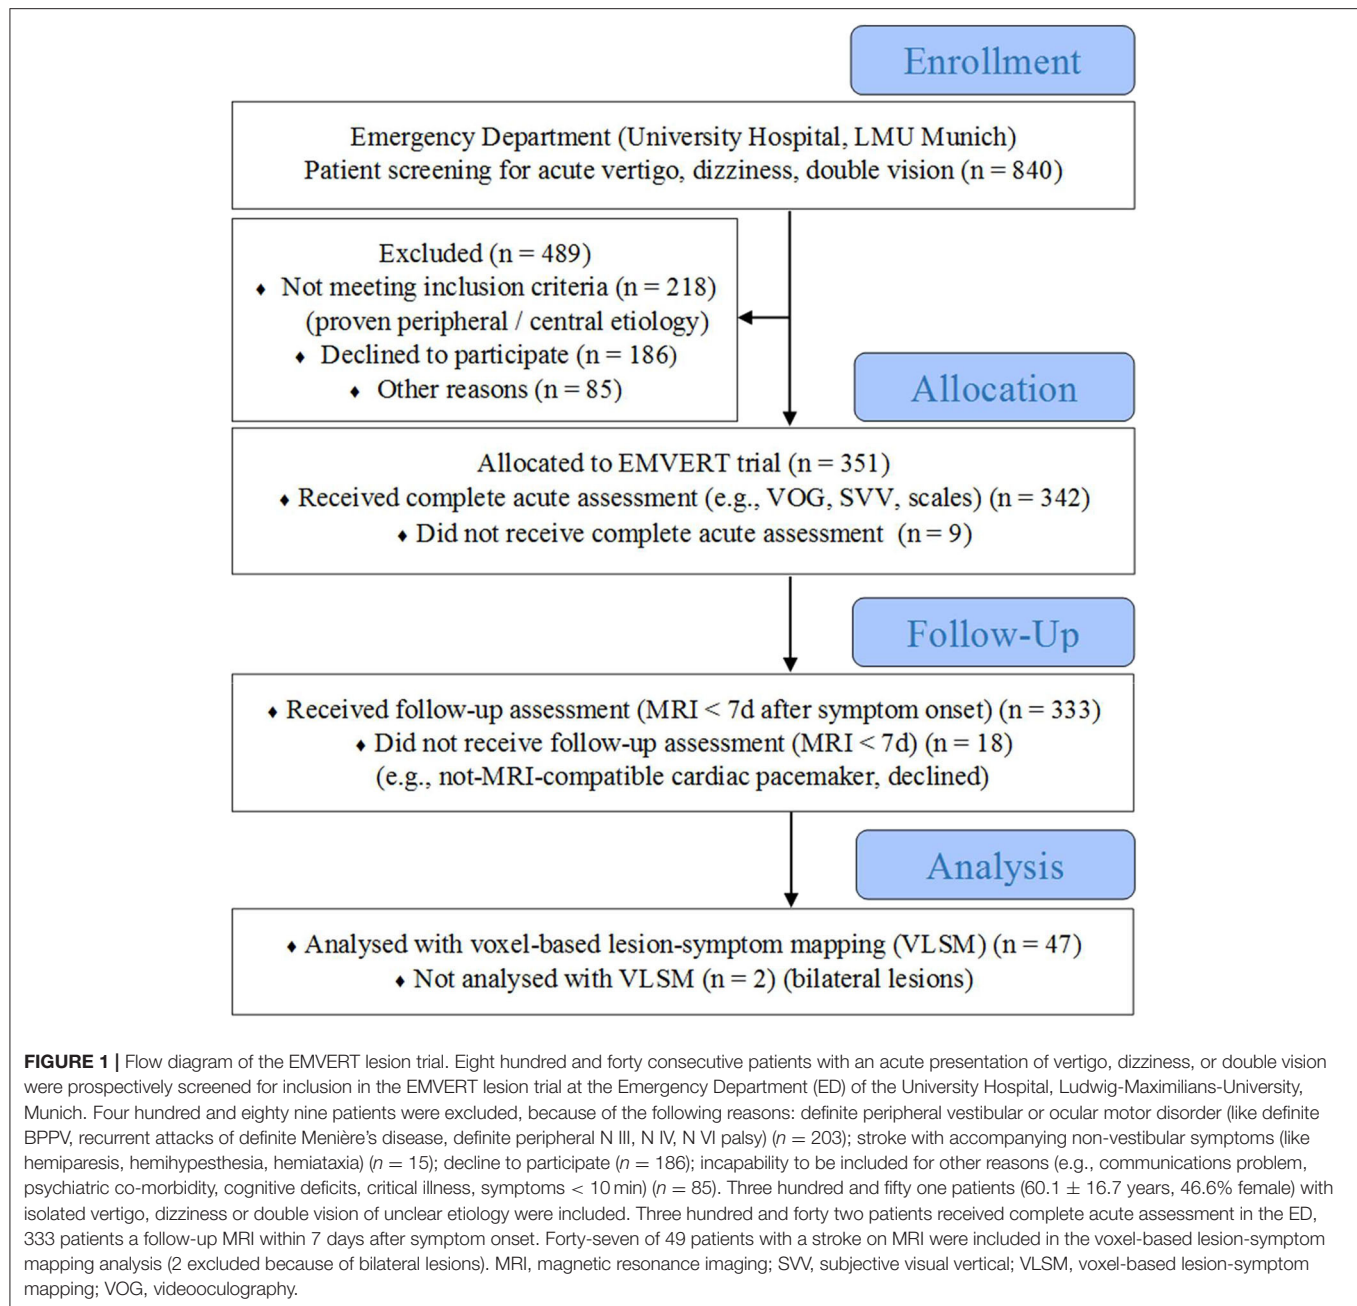 Enrollment
Emergency Department (University Hospital, LMU Munich)
Patient screening for acute vertigo, dizziness, double vision (n = 840)
Excluded (n = 489)
♦ Not meeting inclusion criteria (n = 218)
(proven peripheral / central etiology)
♦ Declined to participate (n = 186)
♦ Other reasons (n = 85)
Allocation
Allocated to EMVERT trial (n = 351)
♦ Received complete acute assessment (e.g., VOG, SVV, scales) (n = 342)
♦ Did not receive complete acute assessment (n = 9)
Follow-Up
♦ Received follow-up assessment (MRI < 7d after symptom onset) (n = 333)
♦ Did not receive follow-up assessment (MRI < 7d) (n = 18)
(e.g., not-MRI-compatible cardiac pacemaker, declined)
Analysis
♦ Analysed with voxel-based lesion-symptom mapping (VLSM) (n = 47)
♦ Not analysed with VLSM (n = 2) (bilateral lesions)
FIGURE 1 | Flow diagram of the EMVERT lesion trial. Eight hundred and forty consecutive patients with an acute presentation of vertigo, dizziness, or double vision
were prospectively screened for inclusion in the EMVERT lesion trial at the Emergency Department (ED) of the University Hospital, Ludwig-Maximilians-University,
Munich. Four hundred and eighty nine patients were excluded, because of the following reasons: definite peripheral vestibular or ocular motor disorder (like definite
BPPV, recurrent attacks of definite Menière's disease, definite peripheral N III, N IV, N VI palsy) (n = 203); stroke with accompanying non-vestibular symptoms (like
hemiparesis, hemihypesthesia, hemiataxia) (n = 15); decline to participate (n = 186); incapability to be included for other reasons (e.g., communications problem,
psychiatric co-morbidity, cognitive deficits, critical illness, symptoms < 10 min) (n = 85). Three hundred and fifty one patients (60.1 ± 16.7 years, 46.6% female) with
isolated vertigo, dizziness or double vision of unclear etiology were included. Three hundred and forty two patients received complete acute assessment in the ED,
333 patients a follow-up MRI within 7 days after symptom onset. Forty-seven of 49 patients with a stroke on MRI were included in the voxel-based lesion-symptom
mapping analysis (2 excluded because of bilateral lesions). MRI, magnetic resonance imaging; SVV, subjective visual vertical; VLSM, voxel-based lesion-symptom
mapping; VOG, videooculography.